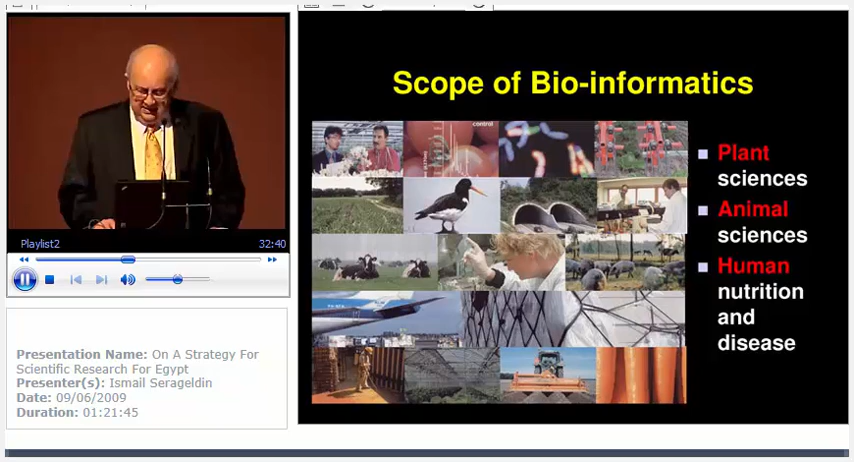 Playlist2
32:40
Presentation Name: On A Strategy For
Scientific Research For Egypt
Presenter(s): Ismail Serageldin
Date: 09/06/2009
Duration: 01:21:45
Scope of Bio-informatics
control
Plant
sciences
Animal
sciences
Human
nutrition
and
disease